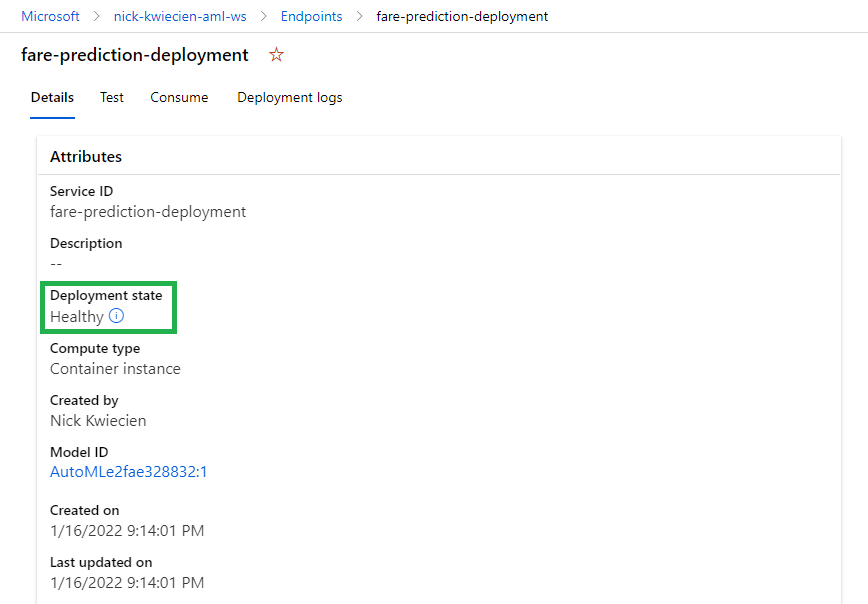 Microsoft > nick-kwiecien-aml-ws > Endpoints > fare-prediction-deployment
fare-prediction-deployment
Details Test Consume Deployment logs
Attributes
Service ID
fare-prediction-deployment
Description
--
Deployment state
Healthy
Compute type
Container instance
Created by
Nick Kwiecien
Model ID
AutoMLe2fae328832:1
Created on
1/16/2022 9:14:01 PM
Last updated on
1/16/2022 9:14:01 PM